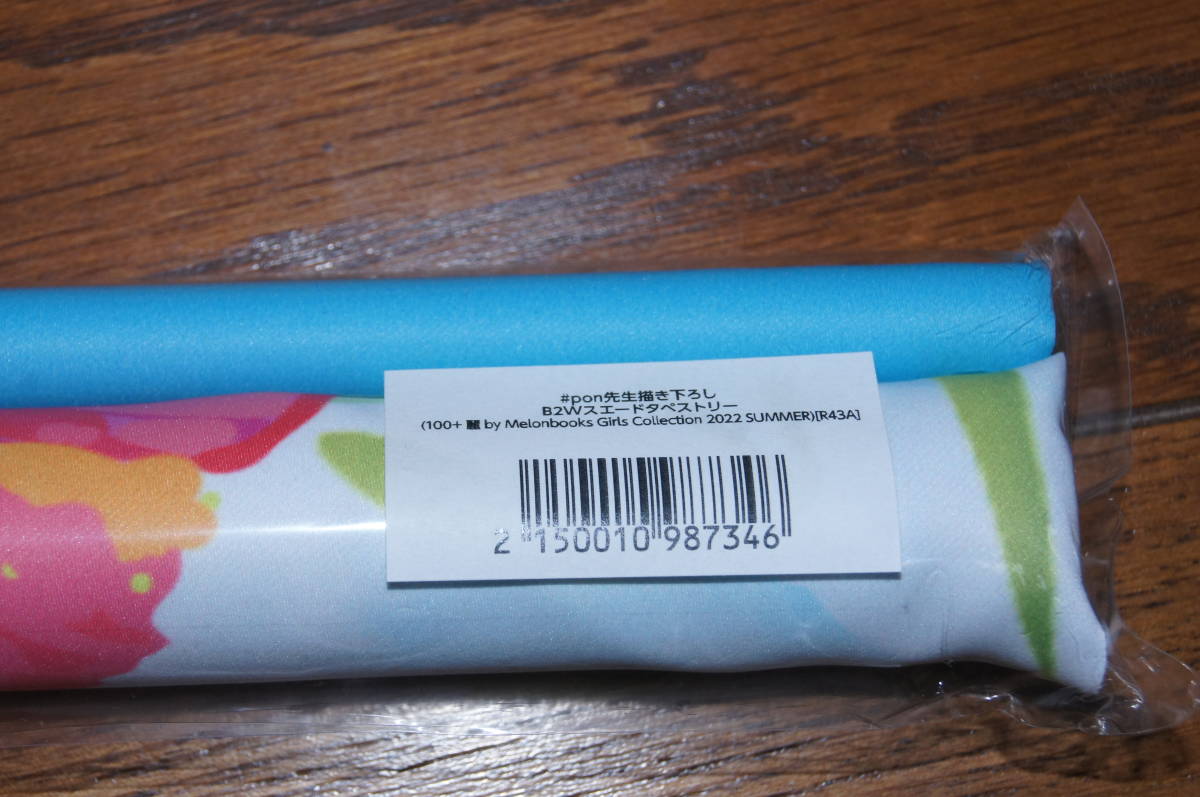 #pon先生描き下ろし
B2Wスエードタペストリー
(100+ 麗 by Melonbooks Girls Collection 2022 SUMMER)[R43A]
2 150010 987346